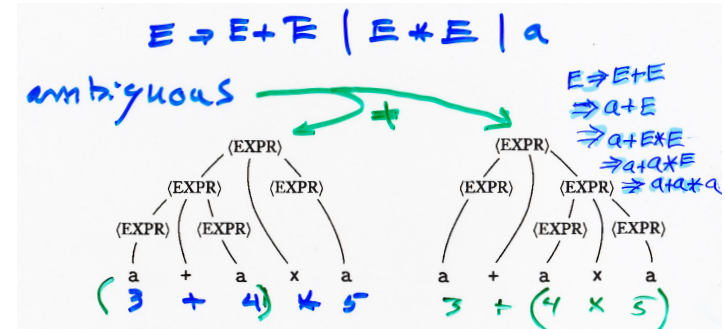 E ⇒ E + E | E * E | a
ambiguous
≠
E ⇒ E + E
⇒ a + E
⇒ a + E * E
⇒ a + a * E
⇒ a + a * a
⟨EXPR⟩ ⟨EXPR⟩
⟨EXPR⟩ ⟨EXPR⟩ ⟨EXPR⟩ ⟨EXPR⟩
⟨EXPR⟩ ⟨EXPR⟩ ⟨EXPR⟩ ⟨EXPR⟩
a + a x a a + a x a
(3 + 4) * 5 3 + (4 x 5)